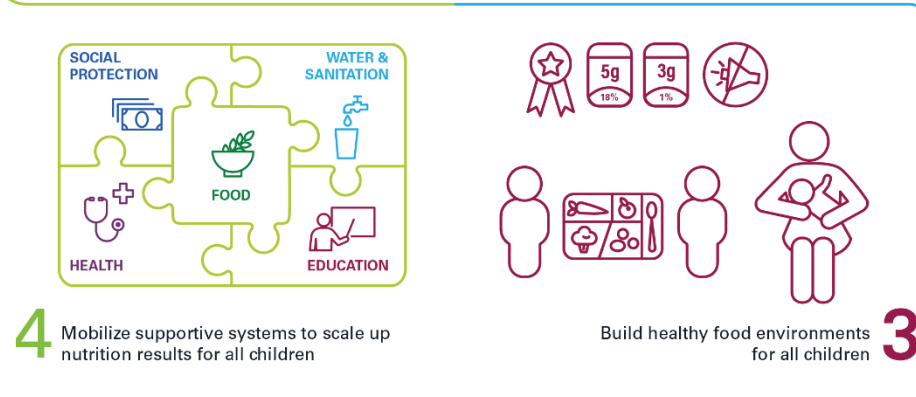 SOCIAL
PROTECTION
WATER &
SANITATION
FOOD
HEALTH
EDUCATION
4
Mobilize supportive systems to scale up
nutrition results for all children
5g
18%
3g
1%
Build healthy food environments
for all children
3